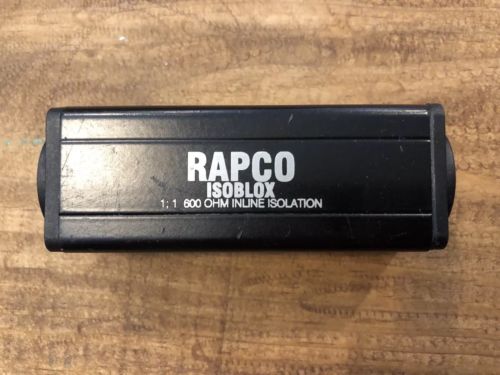 RAPCO
ISOBLOX
1:1 600 OHM INLINE ISOLATION